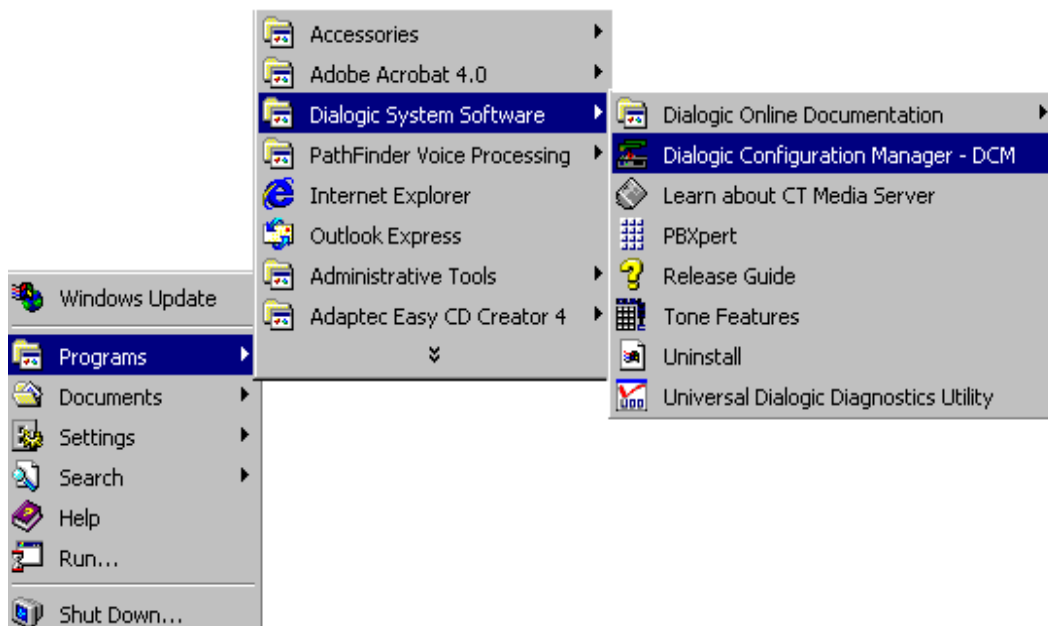 Accessories
Adobe Acrobat 4.0
Dialogic System Software
PathFinder Voice Processing
Internet Explorer
Outlook Express
Administrative Tools
Adaptec Easy CD Creator 4
Dialogic Online Documentation
Dialogic Configuration Manager - DCM
Learn about CT Media Server
PBXpert
Release Guide
Tone Features
Uninstall
Universal Dialogic Diagnostics Utility
Windows Update
Programs
Documents
Settings
Search
Help
Run...
Shut Down...